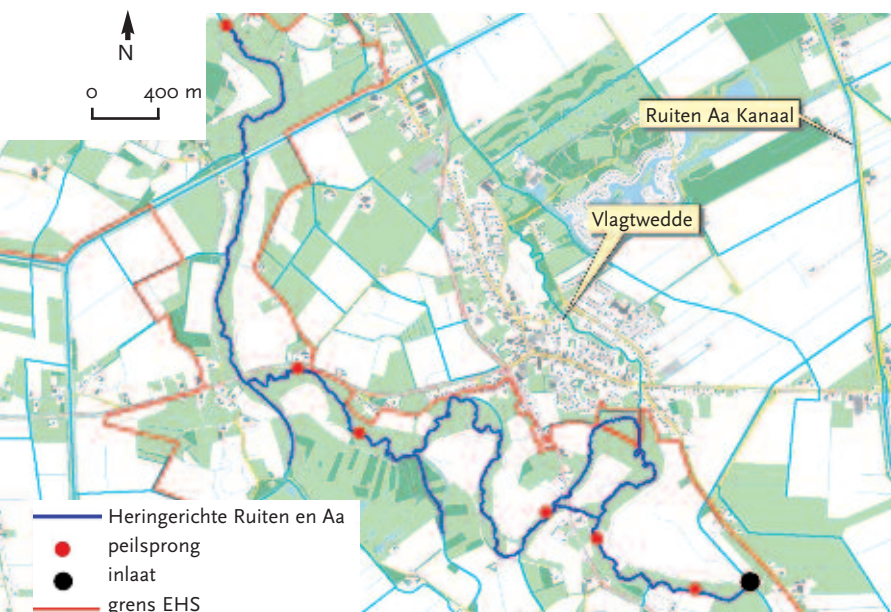 N
0 400 m
Ruiten Aa Kanaal
Vlagtwedde
Heringerichte Ruiten en Aa
peilsprong
inlaat
grens EHS